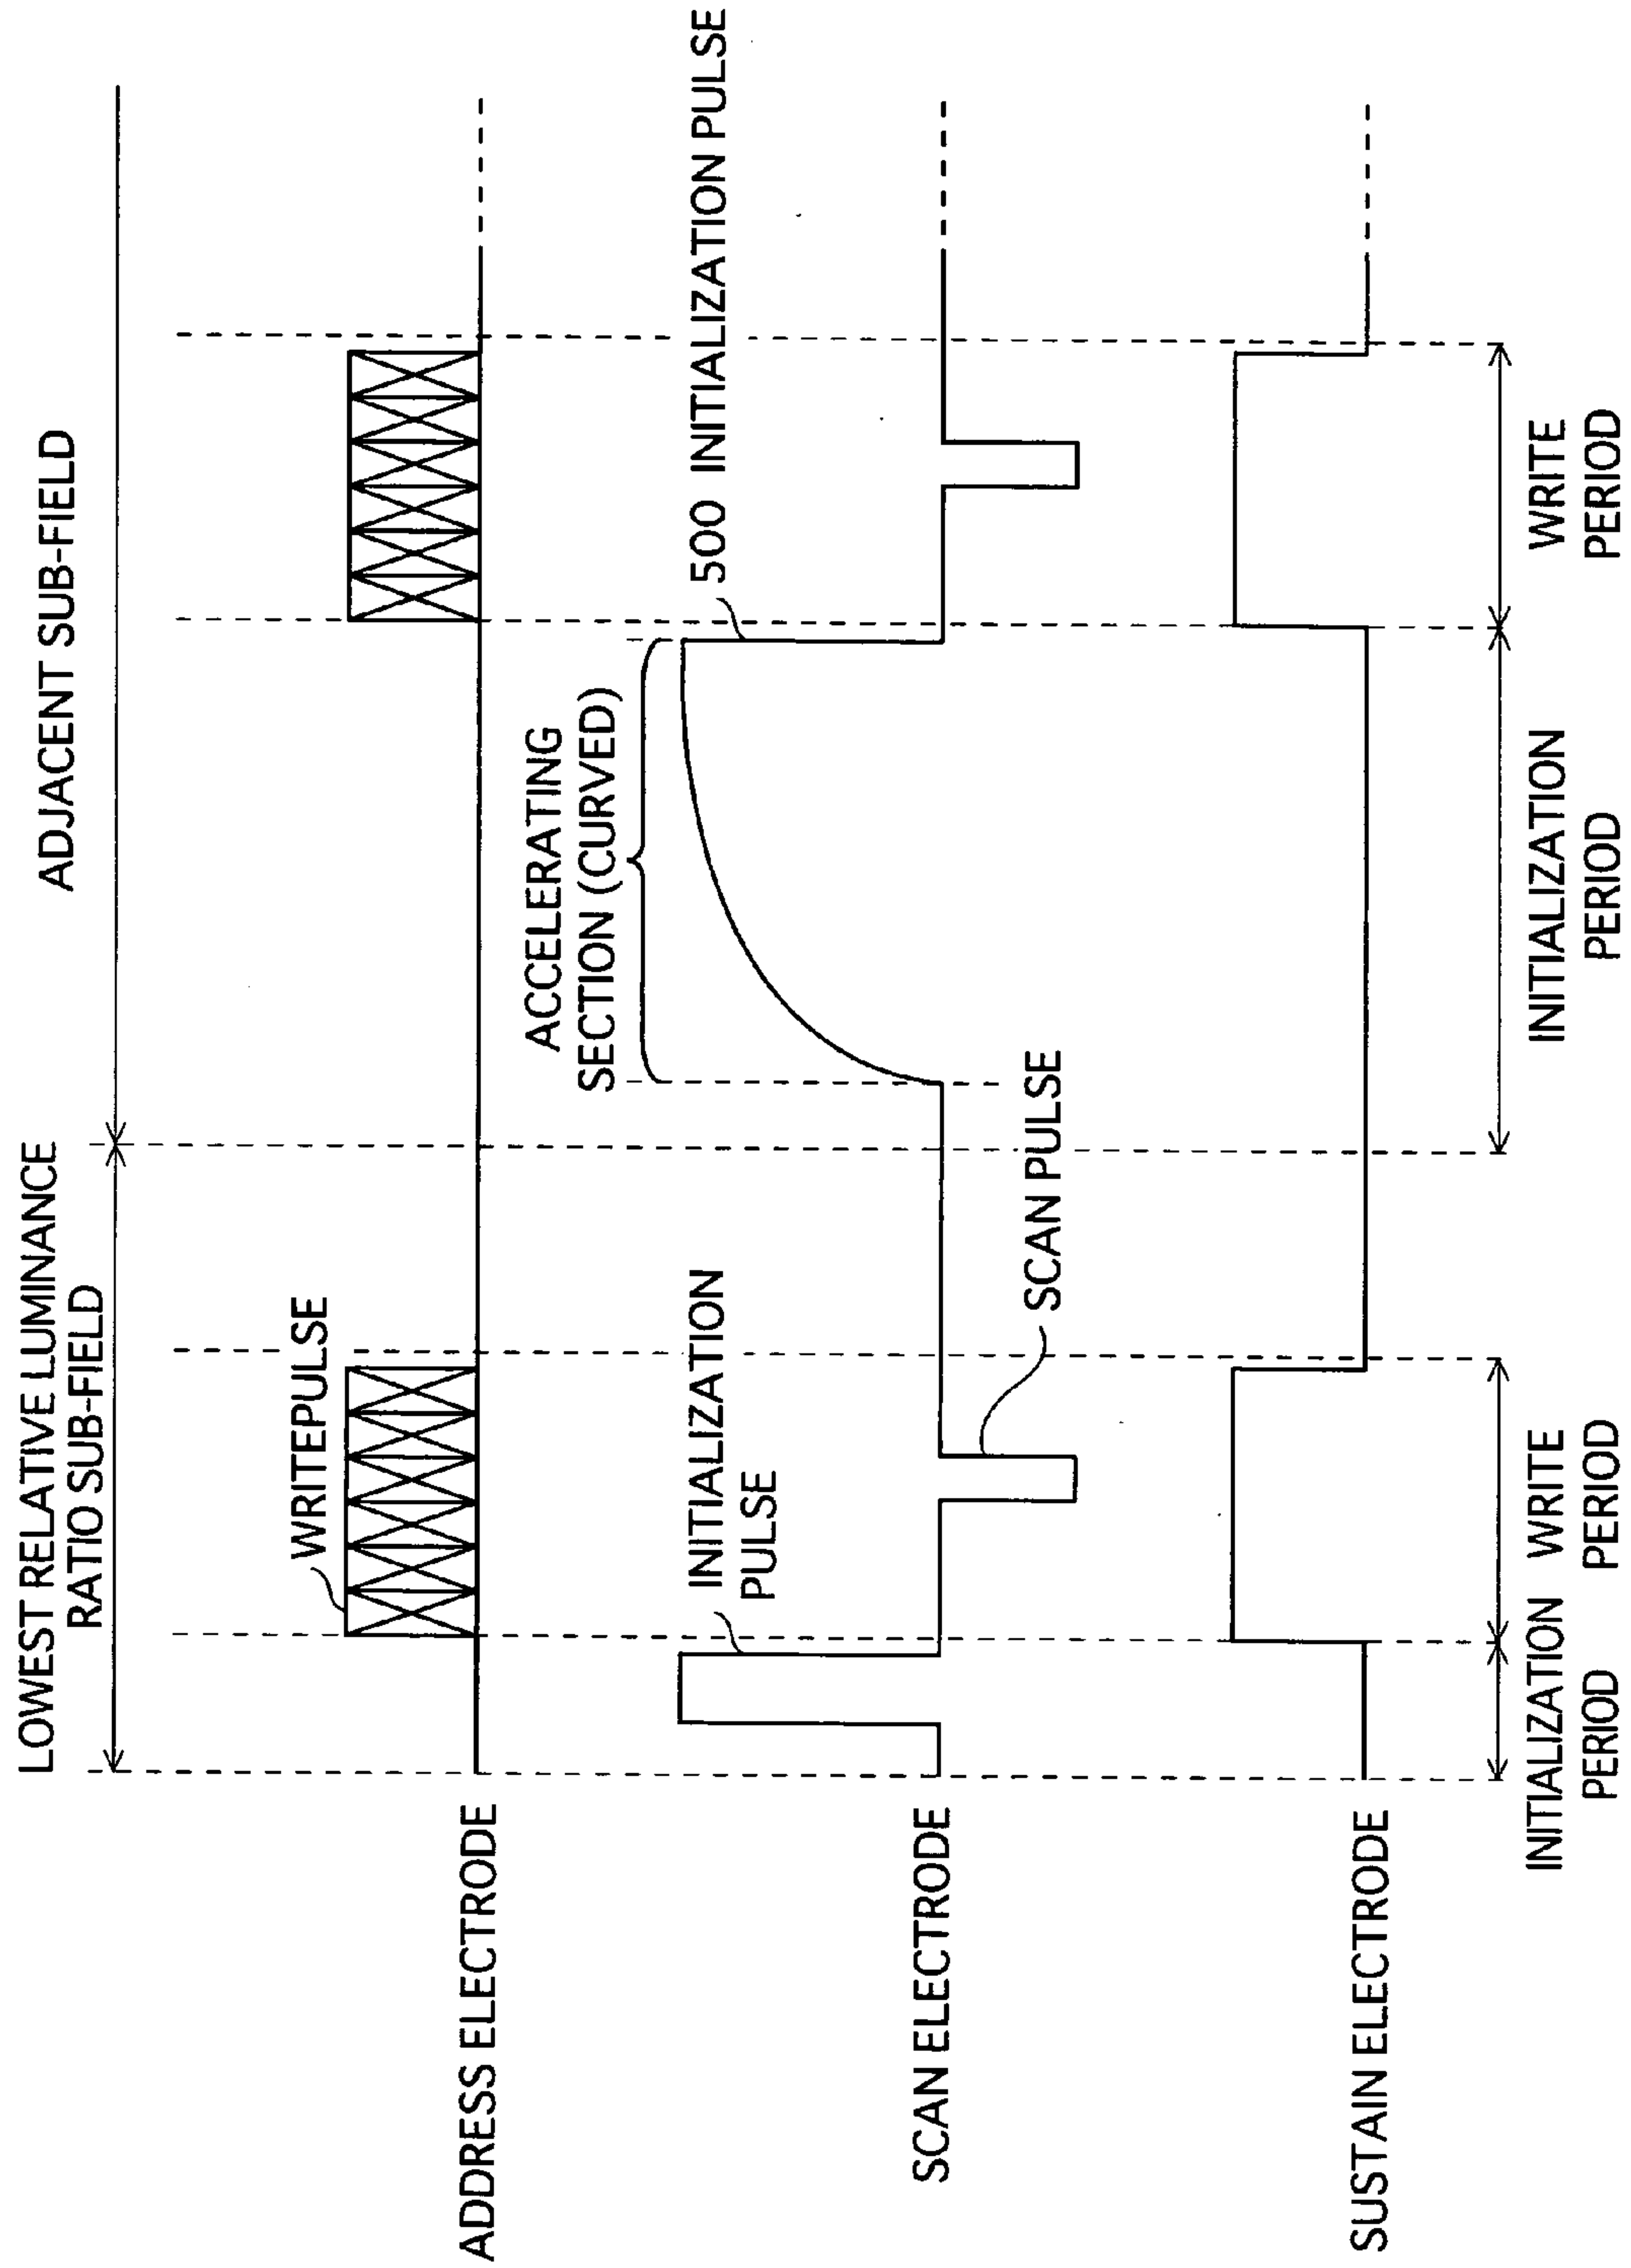 LOWEST RELATIVE LUMINANCE
RATIO SUB-FIELD
ADJACENT SUB-FIELD
WRITEPULSE
ADDRESS ELECTRODE
ACCELERATING
SECTION (CURVED)
INITIALIZATION
PULSE
500 INITIALIZATION PULSE
SCAN ELECTRODE
SCAN PULSE
SUSTAIN ELECTRODE
INITIALIZATION
PERIOD
WRITE
PERIOD
INITIALIZATION
PERIOD
WRITE
PERIOD